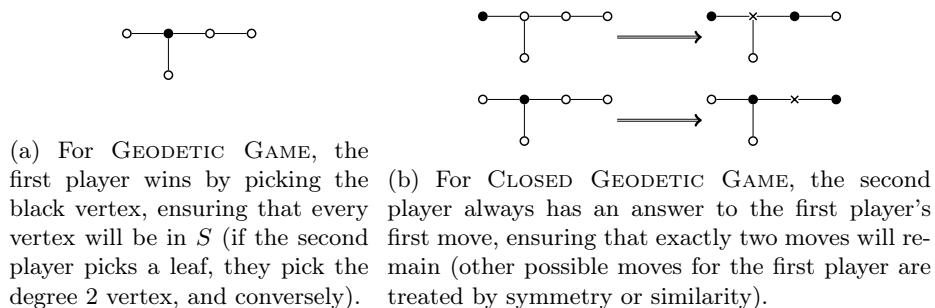 (a) For GEODETIC GAME, the
first player wins by picking the
black vertex, ensuring that every
vertex will be in S (if the second
player picks a leaf, they pick the
degree 2 vertex, and conversely).
(b) For CLOSED GEODETIC GAME, the second
player always has an answer to the first player's
first move, ensuring that exactly two moves will re-
main (other possible moves for the first player are
treated by symmetry or similarity).